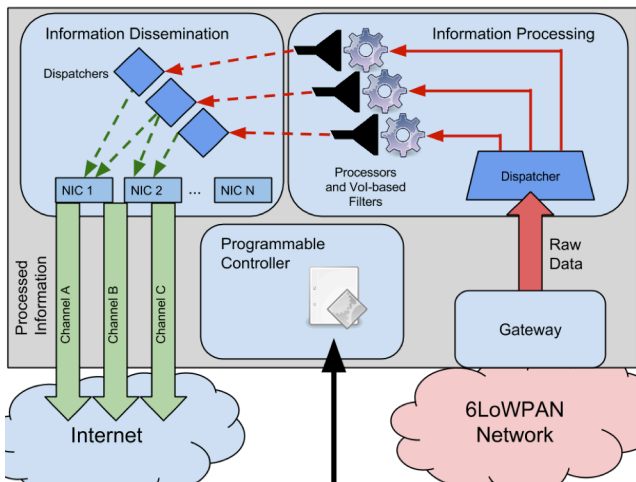 Information Dissemination
Information Processing
Dispatchers
NIC 1
NIC 2
...
NIC N
Processors
and VoI-based
Filters
Dispatcher
Processed
Information
Channel A
Channel B
Channel C
Programmable
Controller
Raw
Data
Gateway
Internet
6LoWPAN
Network